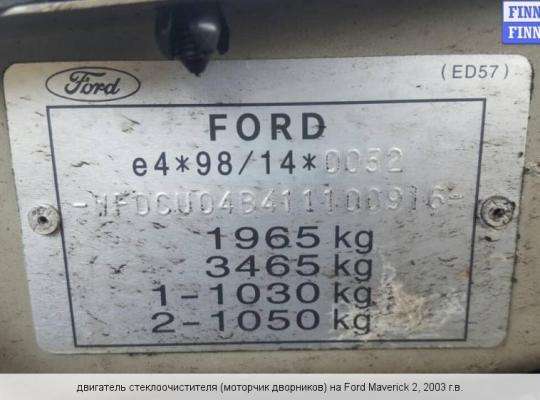 FINN
FINN
Ford
(ED57)
FORD
e4*98/14*0052
1965 kg
3465 kg
1-1030 kg
2-1050 kg
двигатель стеклоочистителя (моторчик дворников) на Ford Maverick 2, 2003 г.в.